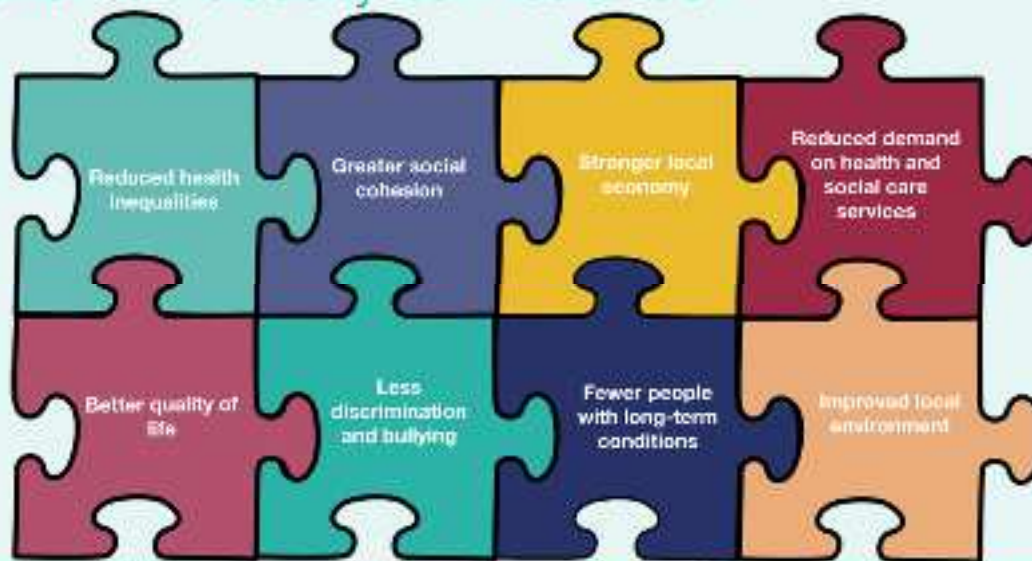 Reduced health
inequalities
Greater social
cohesion
Stronger local
economy
Reduced demand
on health and
social care
services
Better quality of
life
Less
discrimination
and bullying
Fewer people
with long-term
conditions
Improved local
environment